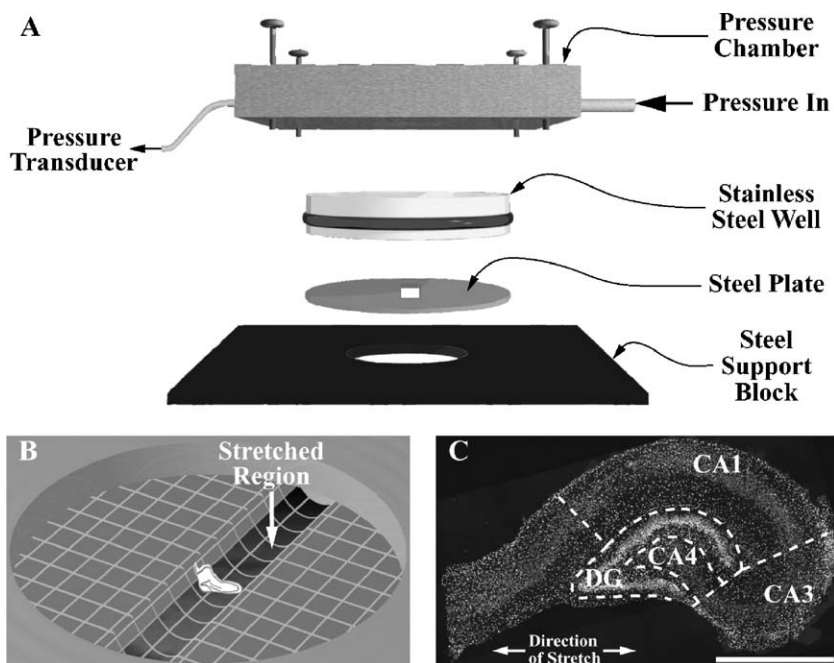 A
Pressure
Chamber
Pressure In
Pressure
Transducer
Stainless
Steel Well
Steel Plate
Steel
Support
Block
B
Stretched
Region
C
CA1
CA4
DG
CA3
Direction
of Stretch